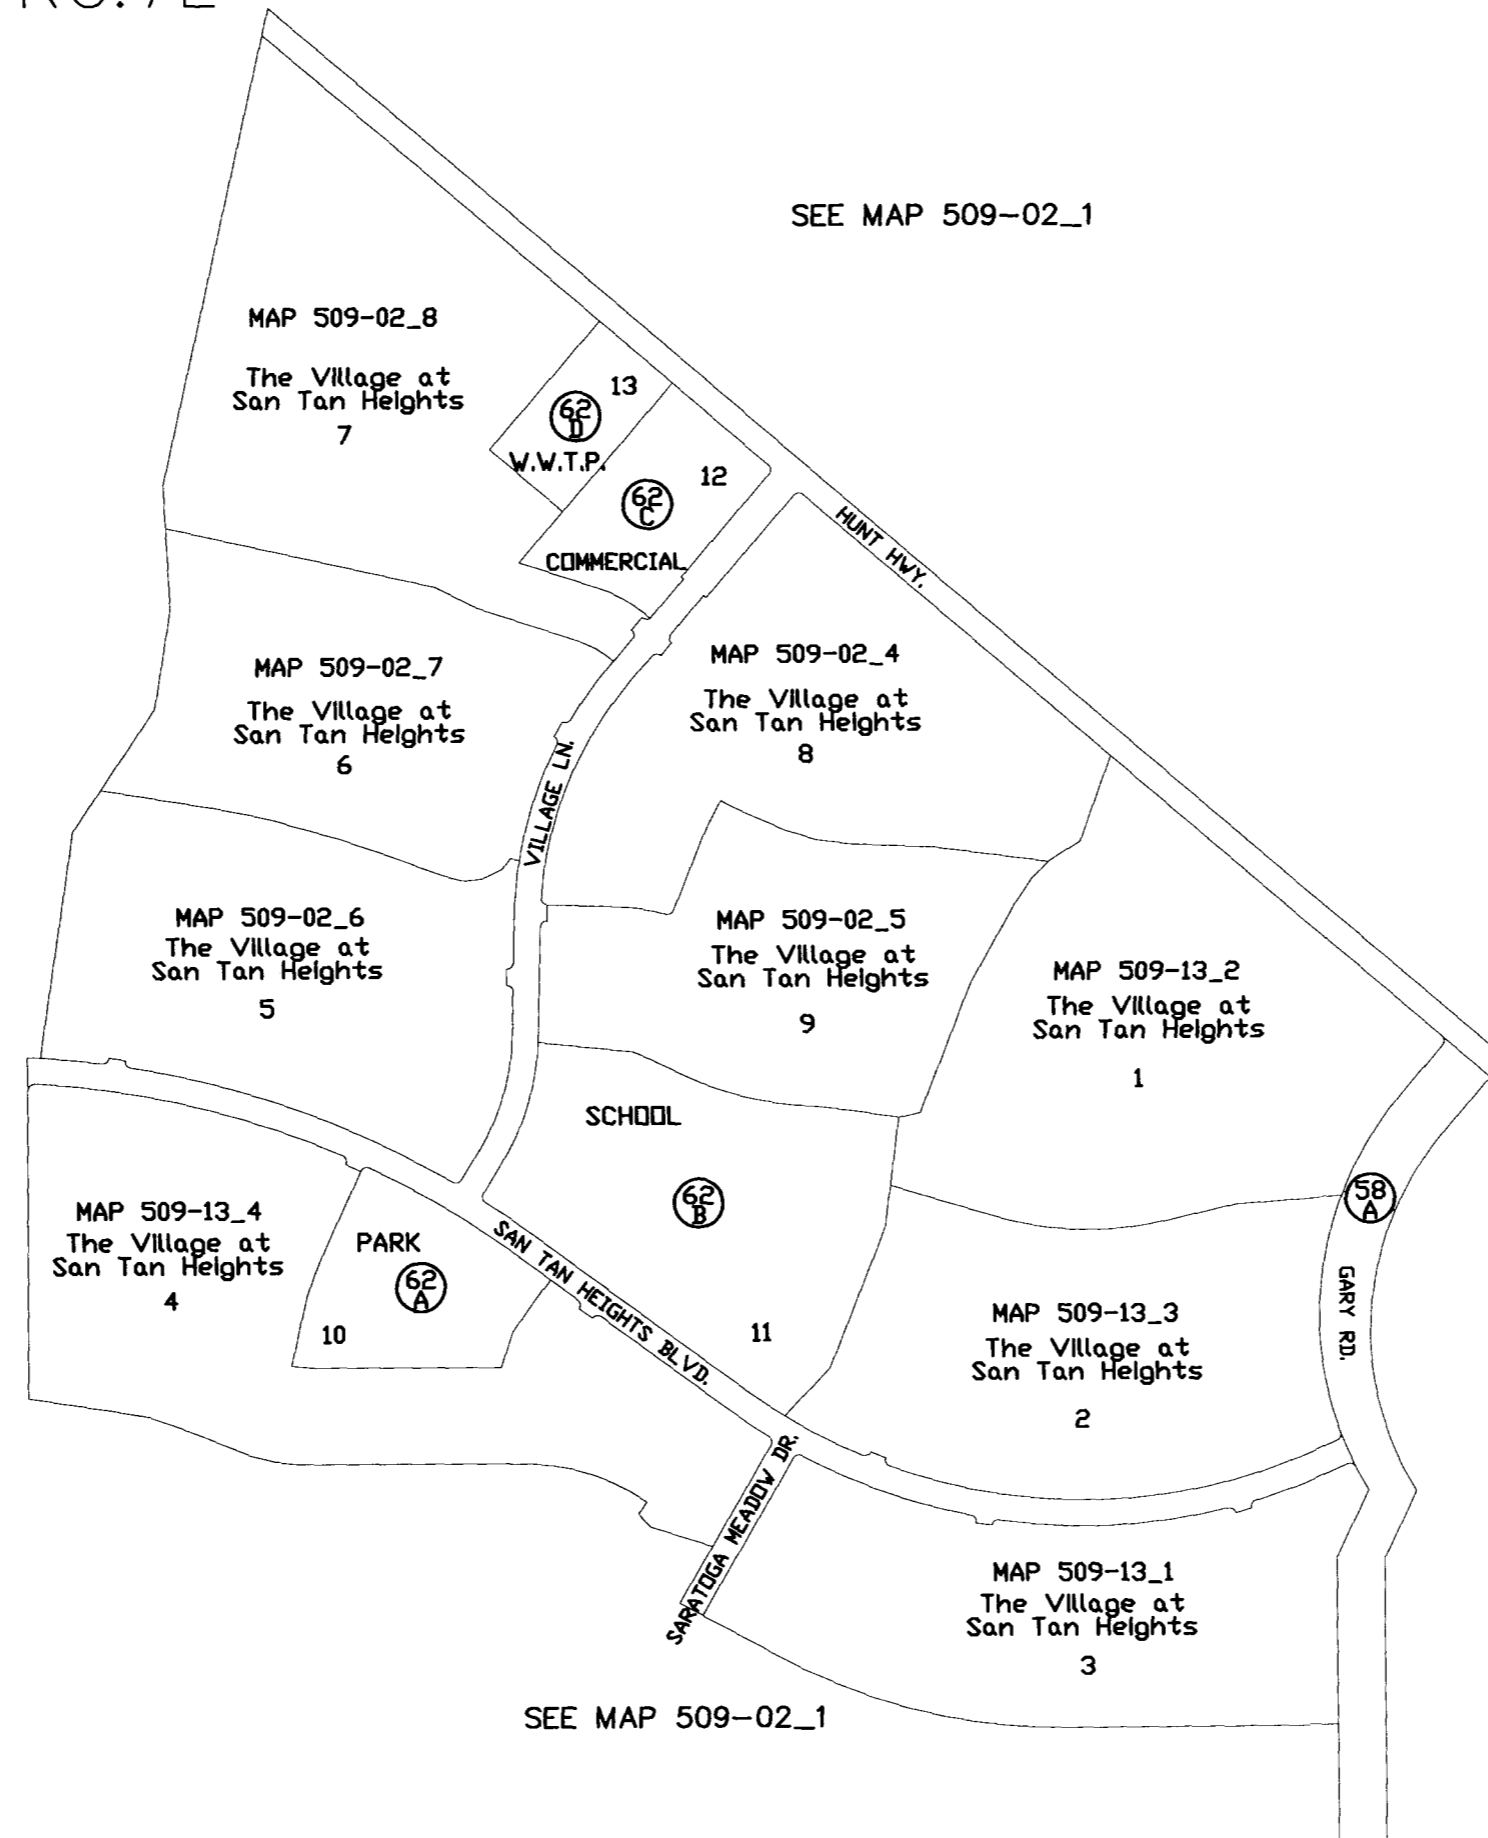 SEE MAP 509-02_1
MAP 509-02_8
The Village at
San Tan Heights
7
13
62
D
W.W.T.P.
12
62
C
COMMERCIAL
HUNT HWY.
MAP 509-02_7
The Village at
San Tan Heights
6
MAP 509-02_4
The Village at
San Tan Heights
8
VILLAGE LN.
MAP 509-02_6
The Village at
San Tan Heights
5
MAP 509-02_5
The Village at
San Tan Heights
9
MAP 509-13_2
The Village at
San Tan Heights
1
SCHOOL
62
B
11
58
A
GARY RD.
MAP 509-13_4
The Village at
San Tan Heights
4
PARK
62
A
10
SAN TAN HEIGHTS BLVD.
MAP 509-13_3
The Village at
San Tan Heights
2
SARATOGA MEADOW DR.
MAP 509-13_1
The Village at
San Tan Heights
3
SEE MAP 509-02_1